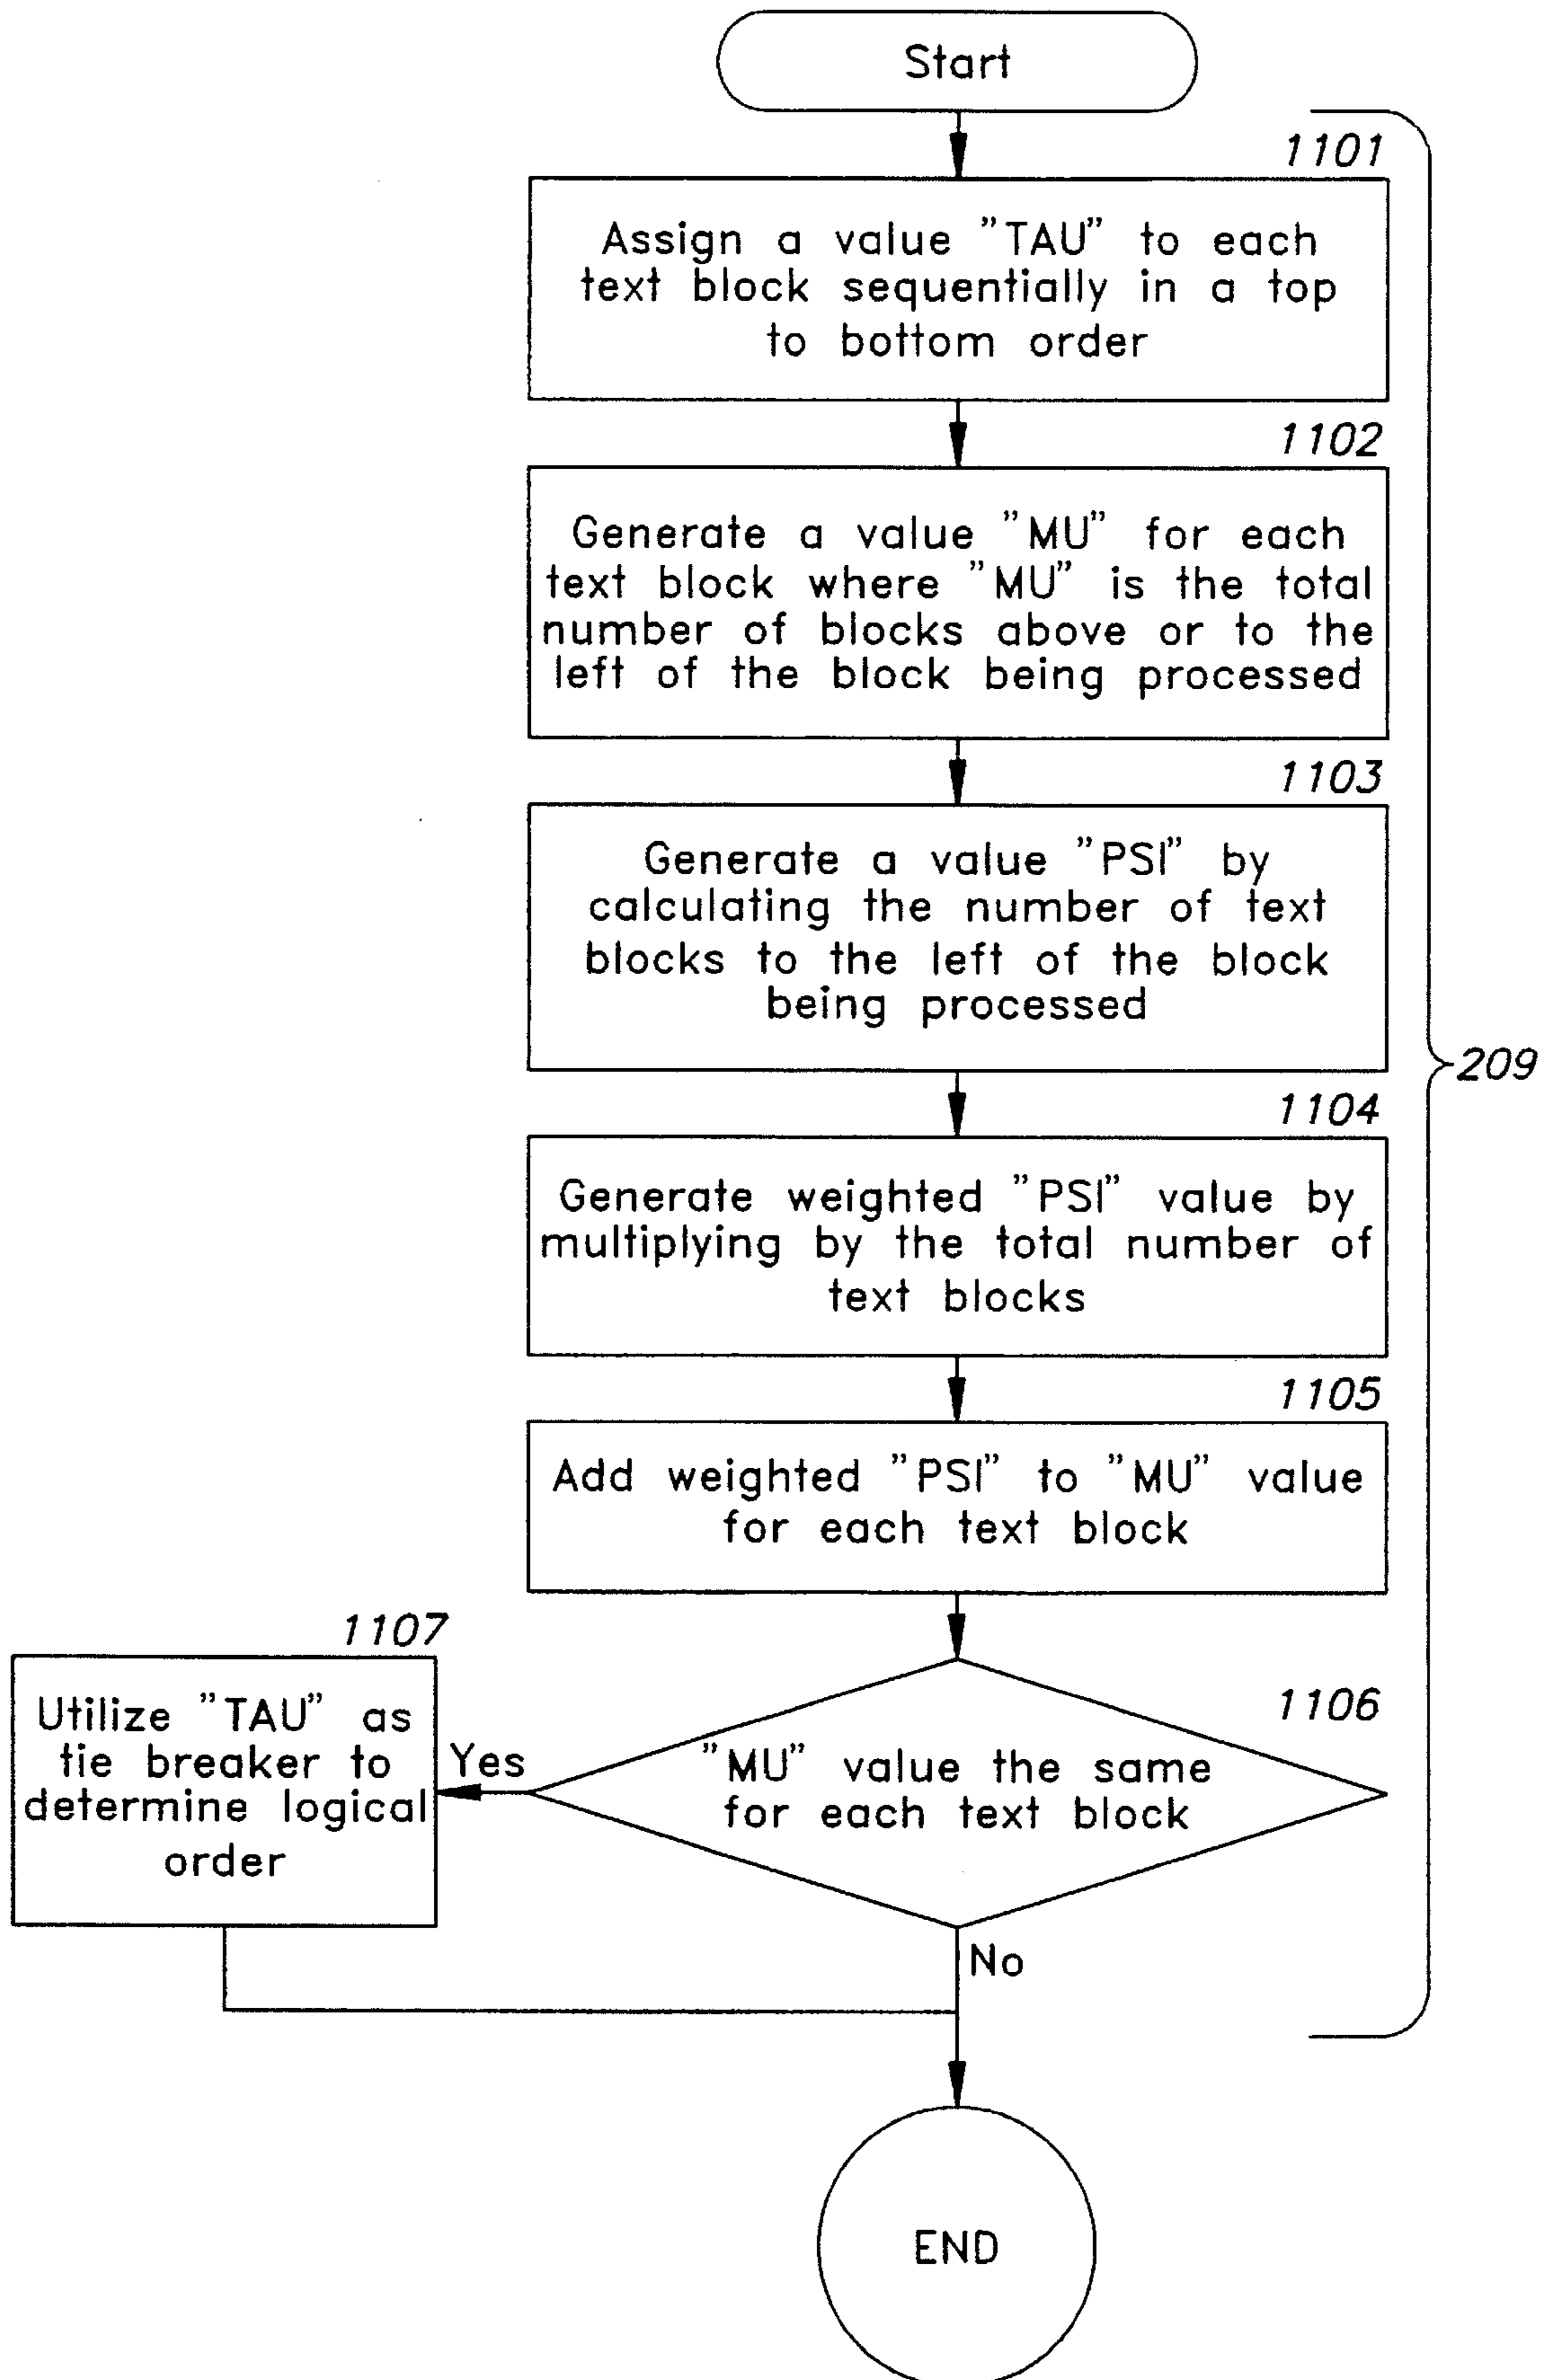 Start
1101
Assign a value "TAU" to each
text block sequentially in a top
to bottom order
1102
Generate a value "MU" for each
text block where "MU" is the total
number of blocks above or to the
left of the block being processed
1103
Generate a value "PSI" by
calculating the number of text
blocks to the left of the block
being processed
209
1104
Generate weighted "PSI" value by
multiplying by the total number of
text blocks
1105
Add weighted "PSI" to "MU" value
for each text block
1106
"MU" value the same
for each text block
Yes
1107
Utilize "TAU" as
tie breaker to
determine logical
order
No
END